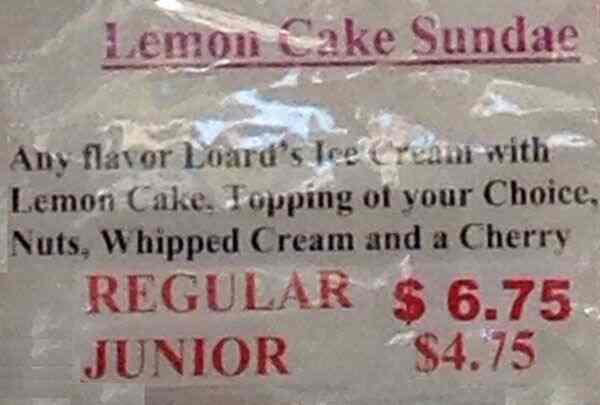 Lemon Cake Sundae
Any flavor Loard's Ice Cream with
Lemon Cake, Topping of your Choice,
Nuts, Whipped Cream and a Cherry
REGULAR $ 6.75
JUNIOR $4.75